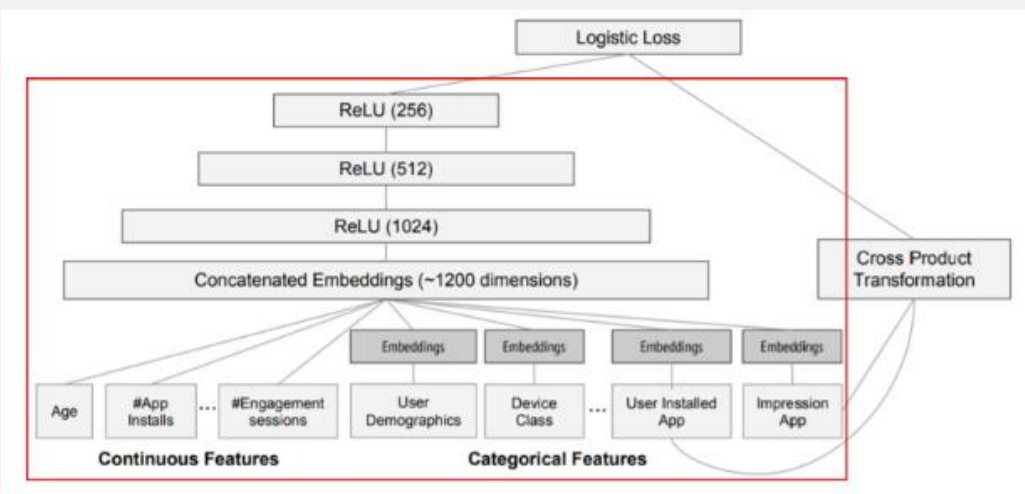 Logistic Loss
ReLU (256)
ReLU (512)
ReLU (1024)
Concatenated Embeddings (~1200 dimensions)
Cross Product
Transformation
Embeddings
Embeddings
Embeddings
Embeddings
Age
#App
Installs
...
#Engagement
sessions
User
Demographics
Device
Class
...
User Installed
App
Impression
App
Continuous Features
Categorical Features